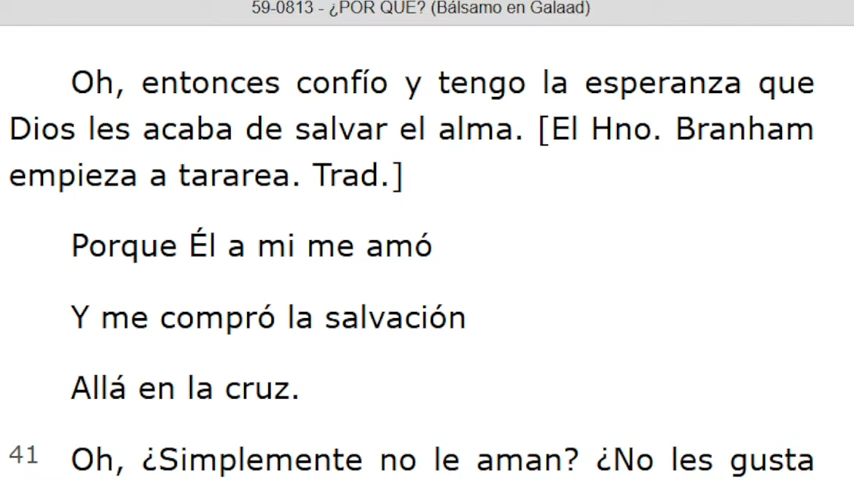 59-0813 - ¿POR QUE? (Bálsamo en Galaad)
Oh, entonces confío y tengo la esperanza que
Dios les acaba de salvar el alma. [El Hno. Branham
empieza a tararea. Trad.]
Porque Él a mi me amó
Y me compró la salvación
Allá en la cruz.
41 Oh, ¿Simplemente no le aman? ¿No les gusta